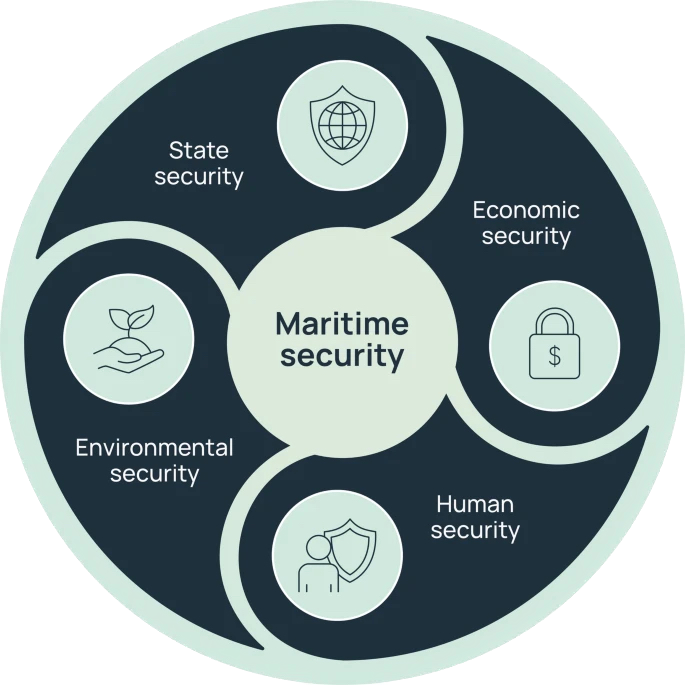 State
security
Economic
security
Maritime
security
$
Environmental
security
Human
security